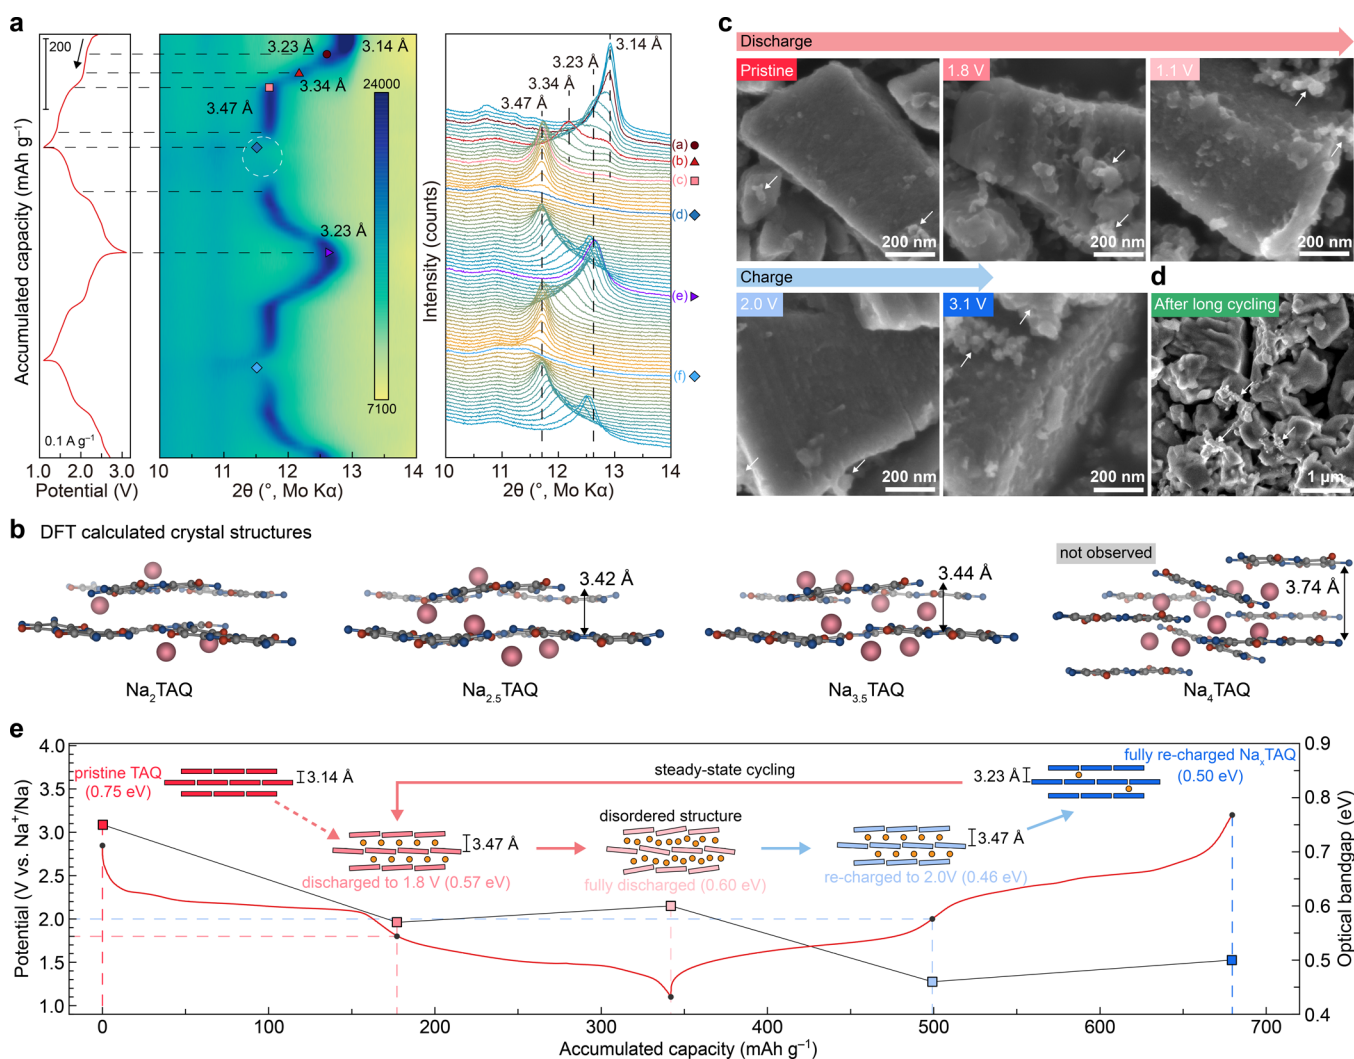 a
200
3.23 Å
3.14 Å
3.34 Å
3.47 Å
24000
7100
3.23 Å
Accumulated capacity (mAh g⁻¹)
0.1 A g⁻¹
1.0 2.0 3.0
Potential (V)
10 11 12 13 14
2θ (°, Mo Kα)
3.14 Å
3.23 Å
3.34 Å
3.47 Å
Intensity (counts)
(a)
(b)
(c)
(d)
(e)
(f)
10 11 12 13 14
2θ (°, Mo Kα)
c
Discharge
Pristine
200 nm
1.8 V
200 nm
1.1 V
200 nm
Charge
2.0 V
200 nm
3.1 V
200 nm
d
After long cycling
1 µm
b DFT calculated crystal structures
Na₂TAQ
3.42 Å
Na₂.₅TAQ
3.44 Å
Na₃.₅TAQ
not observed
3.74 Å
Na₄TAQ
e
Potential (V vs. Na⁺/Na)
4.0
3.5
3.0
2.5
2.0
1.5
1.0
pristine TAQ
(0.75 eV)
3.14 Å
steady-state cycling
3.23 Å
fully re-charged NaₓTAQ
(0.50 eV)
3.47 Å
discharged to 1.8 V (0.57 eV)
disordered structure
fully discharged (0.60 eV)
3.47 Å
re-charged to 2.0V (0.46 eV)
0.9
0.8
0.7
0.6
0.5
0.4
Optical bandgap (eV)
0 100 200 300 400 500 600 700
Accumulated capacity (mAh g⁻¹)